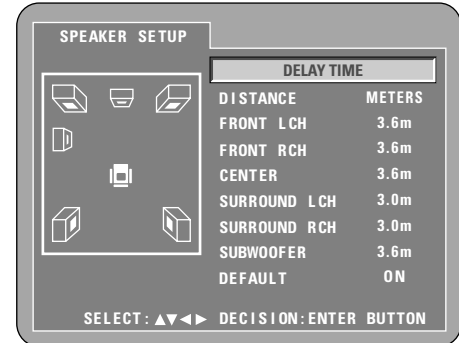 SPEAKER SETUP
DELAY TIME
DISTANCE METERS
FRONT LCH 3.6m
FRONT RCH 3.6m
CENTER 3.6m
SURROUND LCH 3.0m
SURROUND RCH 3.0m
SUBWOOFER 3.6m
DEFAULT ON
SELECT: ▲▼◀▶ DECISION: ENTER BUTTON